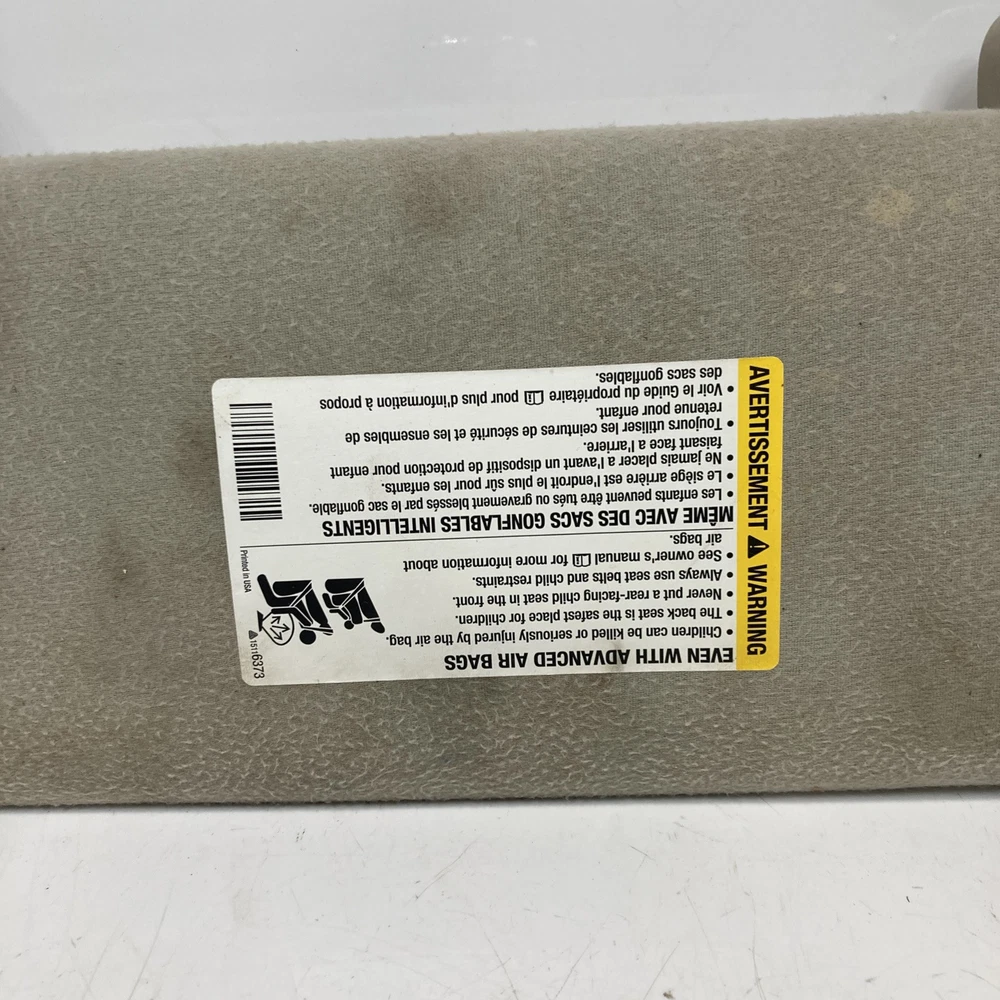 WARNING ⚠ AVERTISSEMENT
EVEN WITH ADVANCED AIR BAGS
• Children can be killed or seriously injured by the air bag.
• The back seat is the safest place for children.
• Never put a rear-facing child seat in the front.
• Always use seat belts and child restraints.
• See owner's manual for more information about
air bags.
MÊME AVEC DES SACS GONFLABLES INTELLIGENTS
• Les enfants peuvent être tués ou gravement blessés par le sac gonflable.
• Le siège arrière est l'endroit le plus sûr pour les enfants.
• Ne jamais placer a l'avant un dispositif de protection pour enfant
faisant face a l'arriere.
• Toujours utiliser les ceintures de sécurité et les ensembles de
retenue pour enfant.
• Voir le Guide du propriétaire pour plus d'information à propos
des sacs gonflables.
15116373
Printed in USA